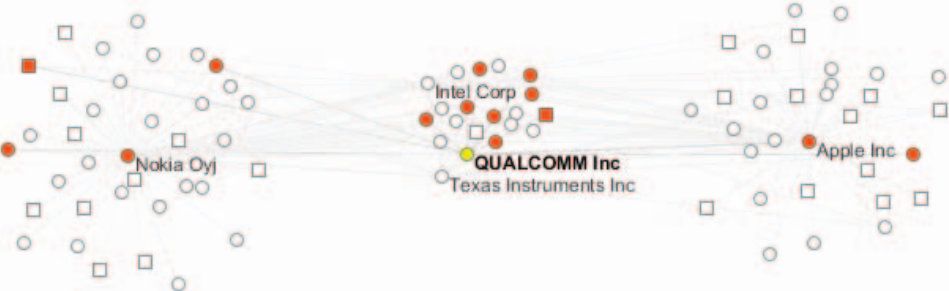 Intel Corp
Nokia Oyj
QUALCOMM Inc
Apple Inc
Texas Instruments Inc